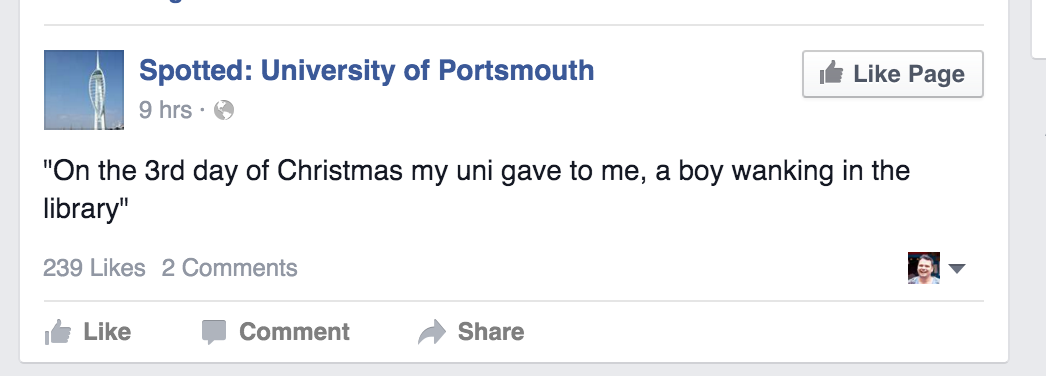 Spotted: University of Portsmouth
Like Page
9 hrs ·
"On the 3rd day of Christmas my uni gave to me, a boy wanking in the
library"
239 Likes 2 Comments
Like Comment Share